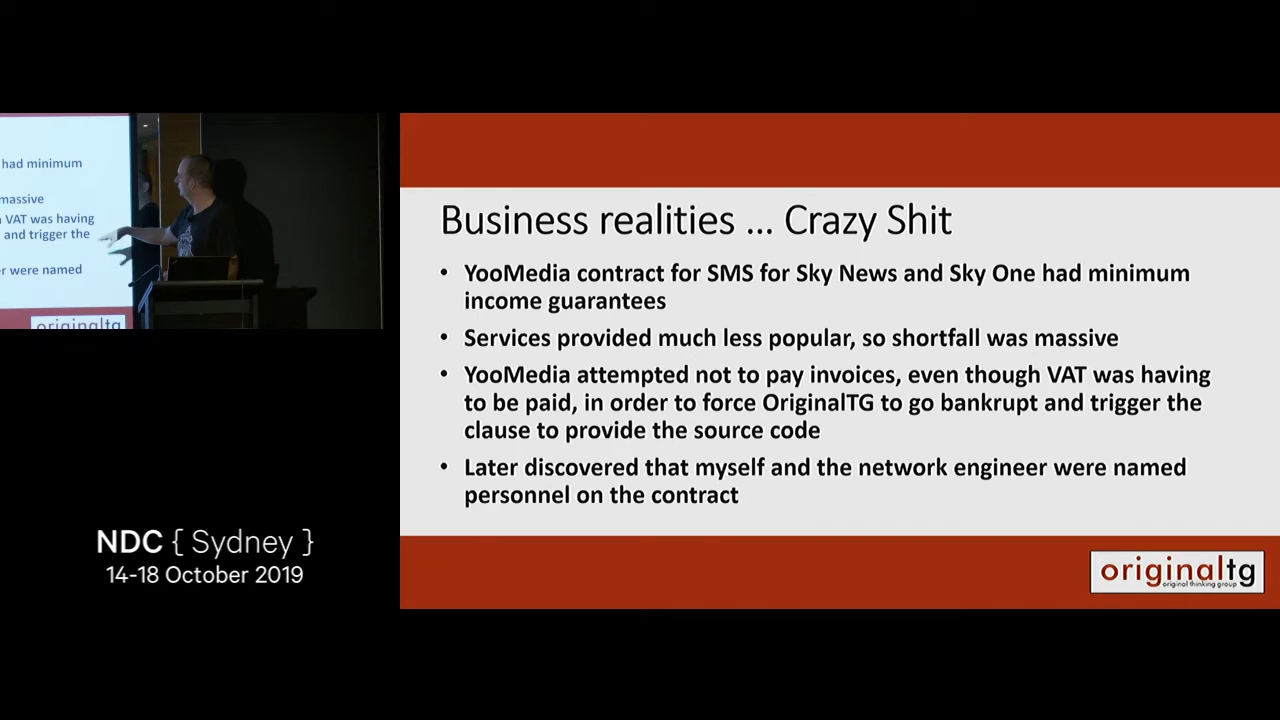 had minimum
massive
VAT was having
and trigger the
er were named
originaltg
NDC { Sydney }
14-18 October 2019
Business realities ... Crazy Shit
• YooMedia contract for SMS for Sky News and Sky One had minimum
income guarantees
• Services provided much less popular, so shortfall was massive
• YooMedia attempted not to pay invoices, even though VAT was having
to be paid, in order to force OriginalTG to go bankrupt and trigger the
clause to provide the source code
• Later discovered that myself and the network engineer were named
personnel on the contract
originaltg
original thinking group